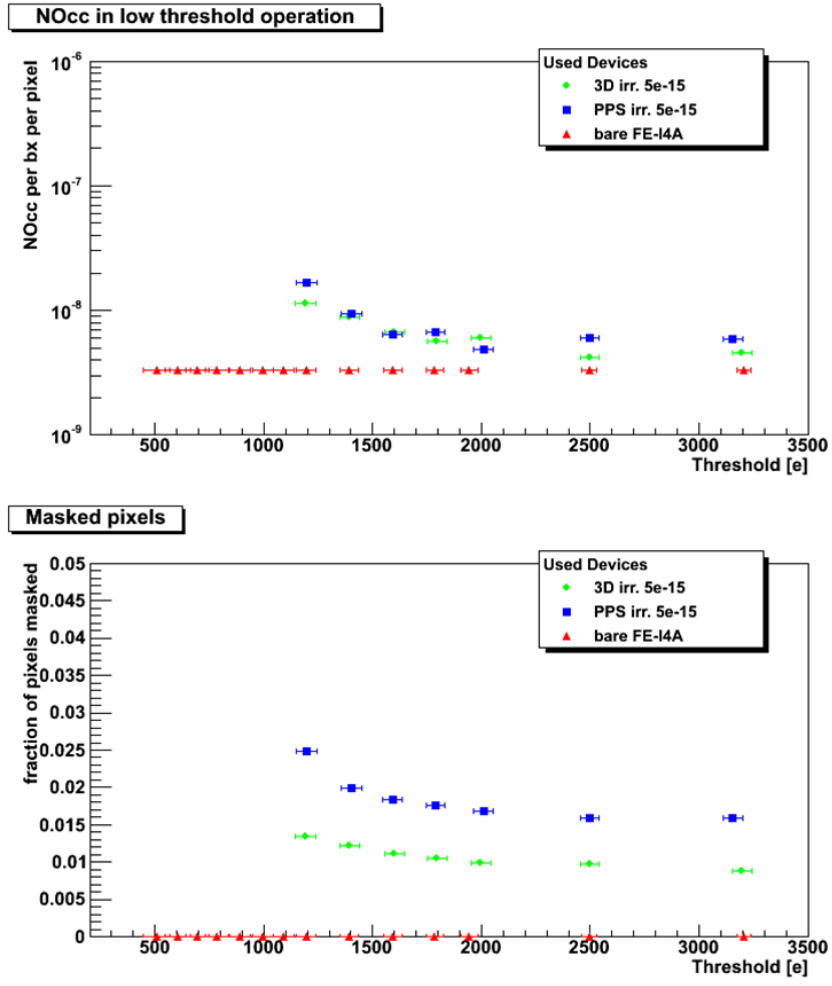 NOcc in low threshold operation
NOcc per bx per pixel
10^-6
10^-7
10^-8
10^-9
Used Devices
3D irr. 5e-15
PPS irr. 5e-15
bare FE-I4A
500 1000 1500 2000 2500 3000 3500
Threshold [e]
Masked pixels
fraction of pixels masked
0.05
0.045
0.04
0.035
0.03
0.025
0.02
0.015
0.01
0.005
0
Used Devices
3D irr. 5e-15
PPS irr. 5e-15
bare FE-I4A
500 1000 1500 2000 2500 3000 3500
Threshold [e]